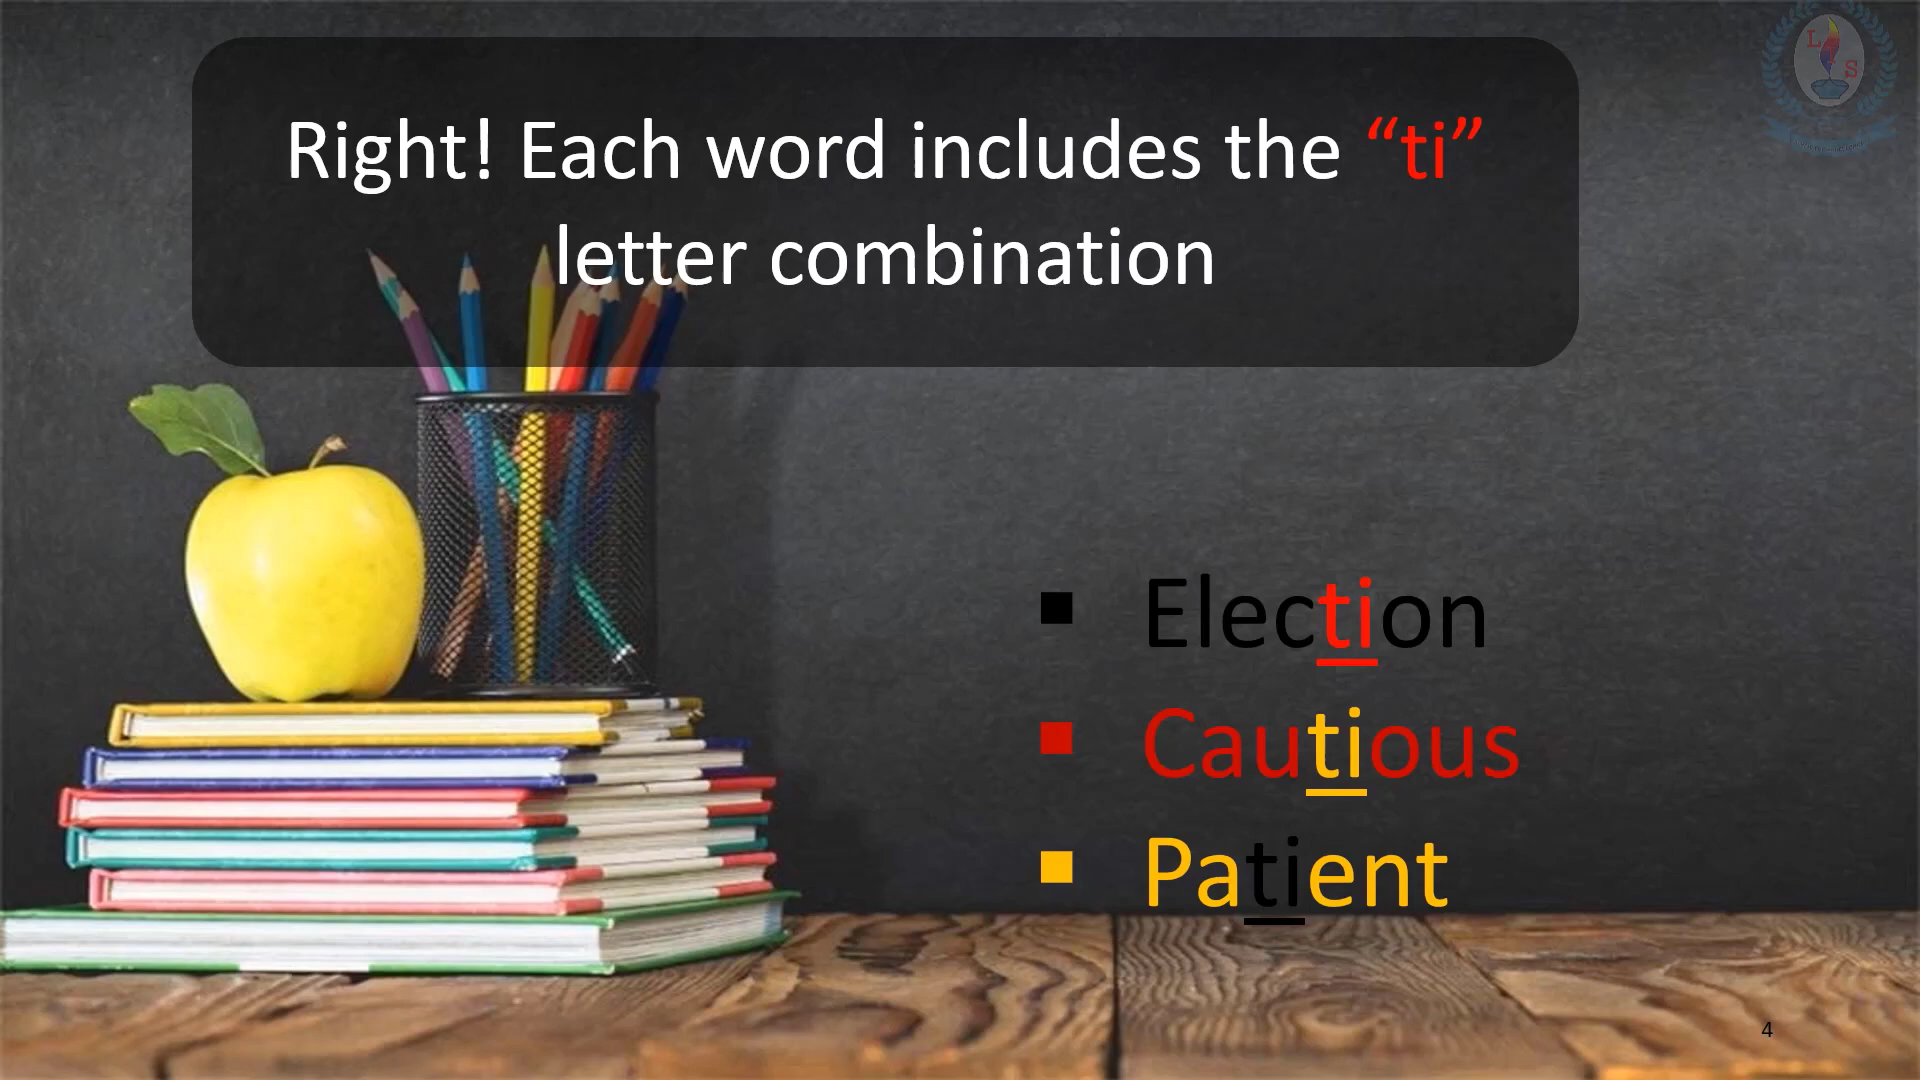 Right! Each word includes the “ti”
letter combination
L
S
▪ Election
▪ Cautious
▪ Patient
4